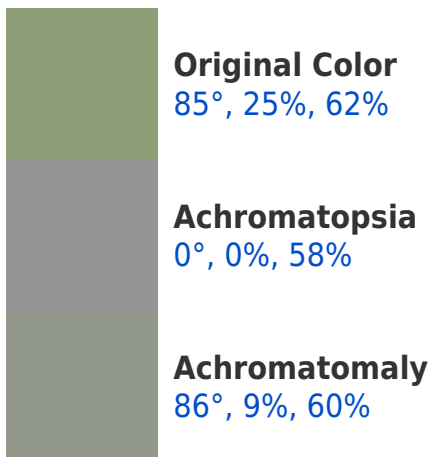 Original Color
85°, 25%, 62%
Achromatopsia
0°, 0%, 58%
Achromatomaly
86°, 9%, 60%